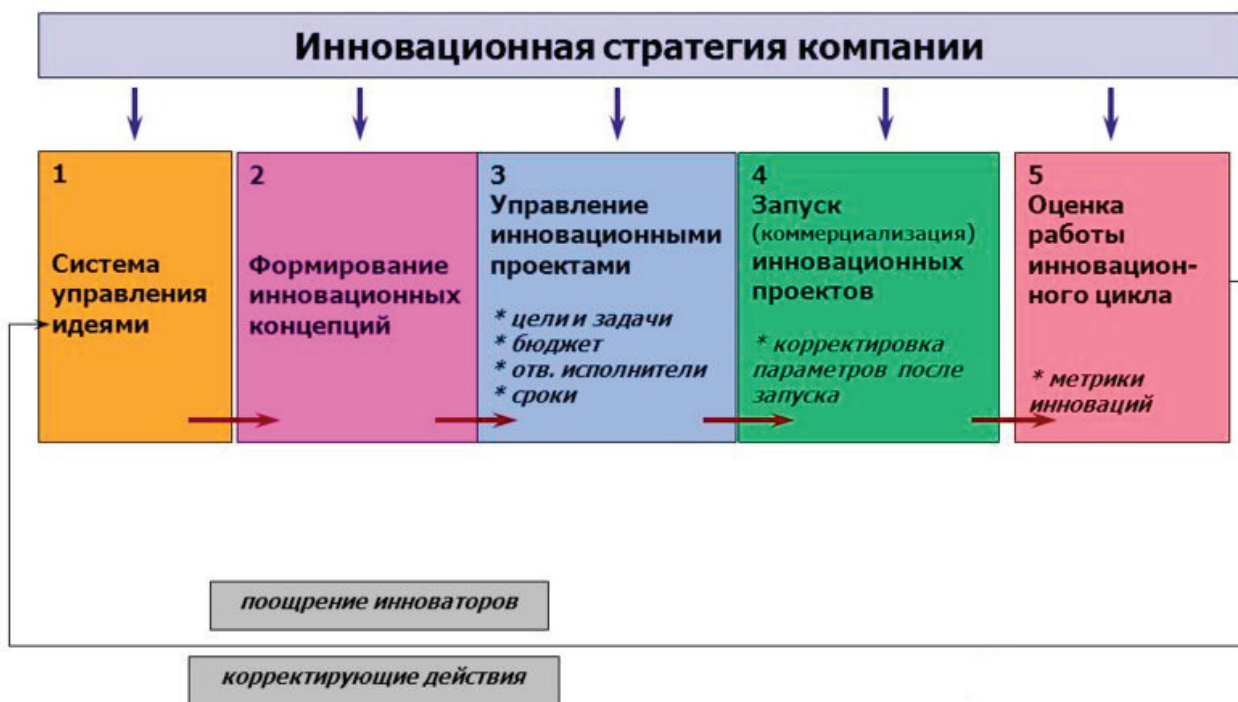 Инновационная стратегия компании
1
Система
управления
идеями
2
Формирование
инновационных
концепций
3
Управление
инновационными
проектами
* цели и задачи
* бюджет
* отв. исполнители
* сроки
4
Запуск
(коммерциализация)
инновационных
проектов
* корректировка
параметров после
запуска
5
Оценка
работы
инновацион-
ного цикла
* метрики
инноваций
поощрение инноваторов
корректирующие действия